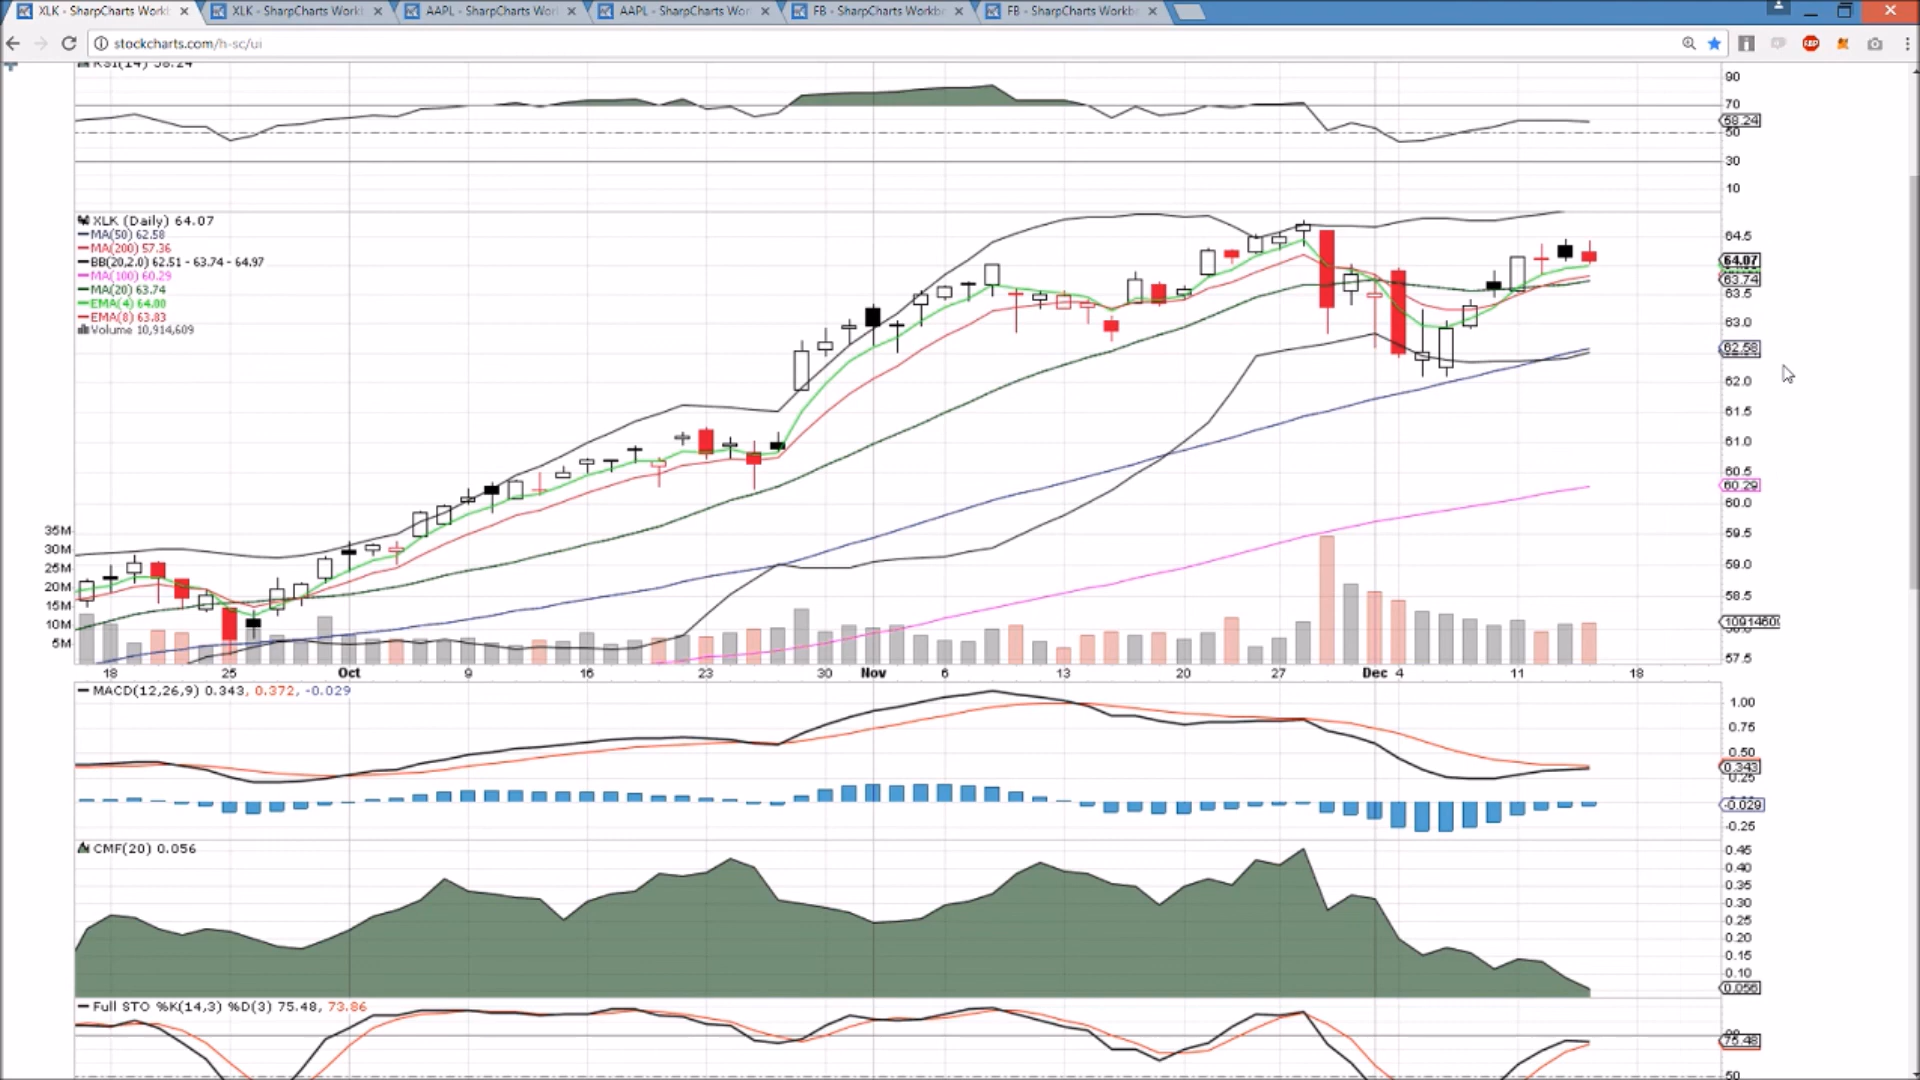 XLK - SharpCharts Workb
XLK - SharpCharts Workb
AAPL - SharpCharts Wor
AAPL - SharpCharts Wor
FB - SharpCharts Workb
FB - SharpCharts Workb
stockcharts.com/h-sc/ui
RSI(14) 58.24
90
70
58.24
50
30
10
XLK (Daily) 64.07
MA(50) 62.58
MA(200) 57.36
BB(20,2.0) 62.51 - 63.74 - 64.97
MA(100) 60.29
MA(20) 63.74
EMA(4) 64.00
EMA(8) 63.83
Volume 10,914,609
64.5
64.07
63.74
63.5
63.0
62.58
62.0
61.5
61.0
60.5
60.29
60.0
59.5
59.0
58.5
10914609
57.5
35M
30M
25M
20M
15M
10M
5M
18 25 Oct 9 16 23 30 Nov 6 13 20 27 Dec 4 11 18
MACD(12,26,9) 0.343, 0.372, -0.029
1.00
0.75
0.50
0.343
0.25
-0.029
-0.25
CMF(20) 0.056
0.45
0.40
0.35
0.30
0.25
0.20
0.15
0.10
0.056
Full STO %K(14,3) %D(3) 75.48, 73.86
75.48
50